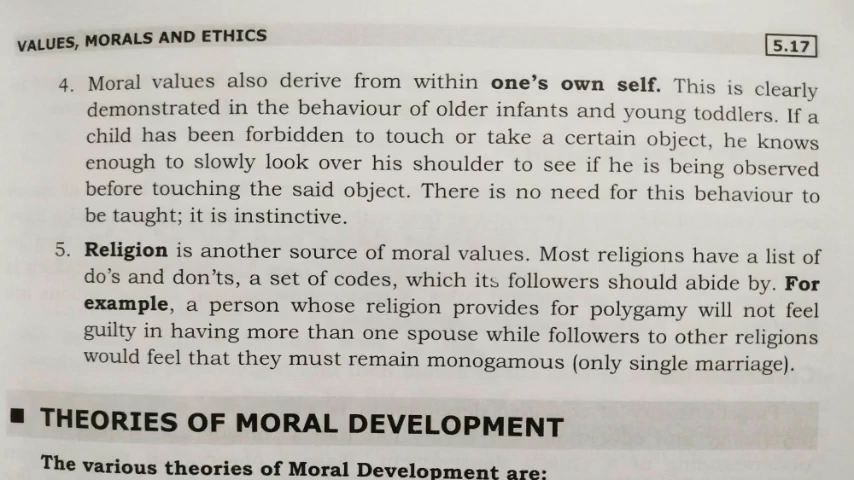 VALUES, MORALS AND ETHICS
5.17
4. Moral values also derive from within one's own self. This is clearly
demonstrated in the behaviour of older infants and young toddlers. If a
child has been forbidden to touch or take a certain object, he knows
enough to slowly look over his shoulder to see if he is being observed
before touching the said object. There is no need for this behaviour to
be taught; it is instinctive.
5. Religion is another source of moral values. Most religions have a list of
do's and don'ts, a set of codes, which its followers should abide by. For
example, a person whose religion provides for polygamy will not feel
guilty in having more than one spouse while followers to other religions
would feel that they must remain monogamous (only single marriage).
■ THEORIES OF MORAL DEVELOPMENT
The various theories of Moral Development are: